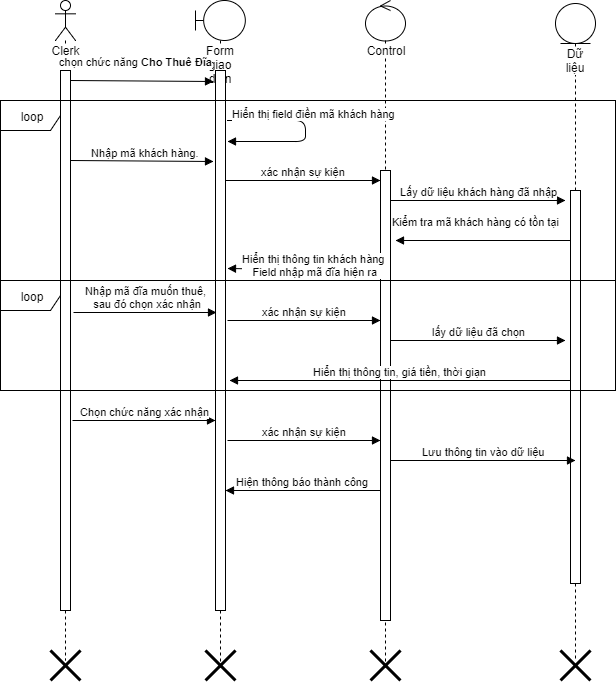 Clerk
Form
giao
diện
Control
Dữ
liệu
chọn chức năng Cho Thuê Đĩa
loop
Hiển thị field điền mã khách hàng
Nhập mã khách hàng.
xác nhận sự kiện
Lấy dữ liệu khách hàng đã nhập
Kiểm tra mã khách hàng có tồn tại
Hiển thị thông tin khách hàng
Field nhập mã đĩa hiện ra
loop
Nhập mã đĩa muốn thuê,
sau đó chọn xác nhận
xác nhận sự kiện
lấy dữ liệu đã chọn
Hiển thị thông tin, giá tiền, thời gian
Chọn chức năng xác nhận
xác nhận sự kiện
Lưu thông tin vào dữ liệu
Hiện thông báo thành công